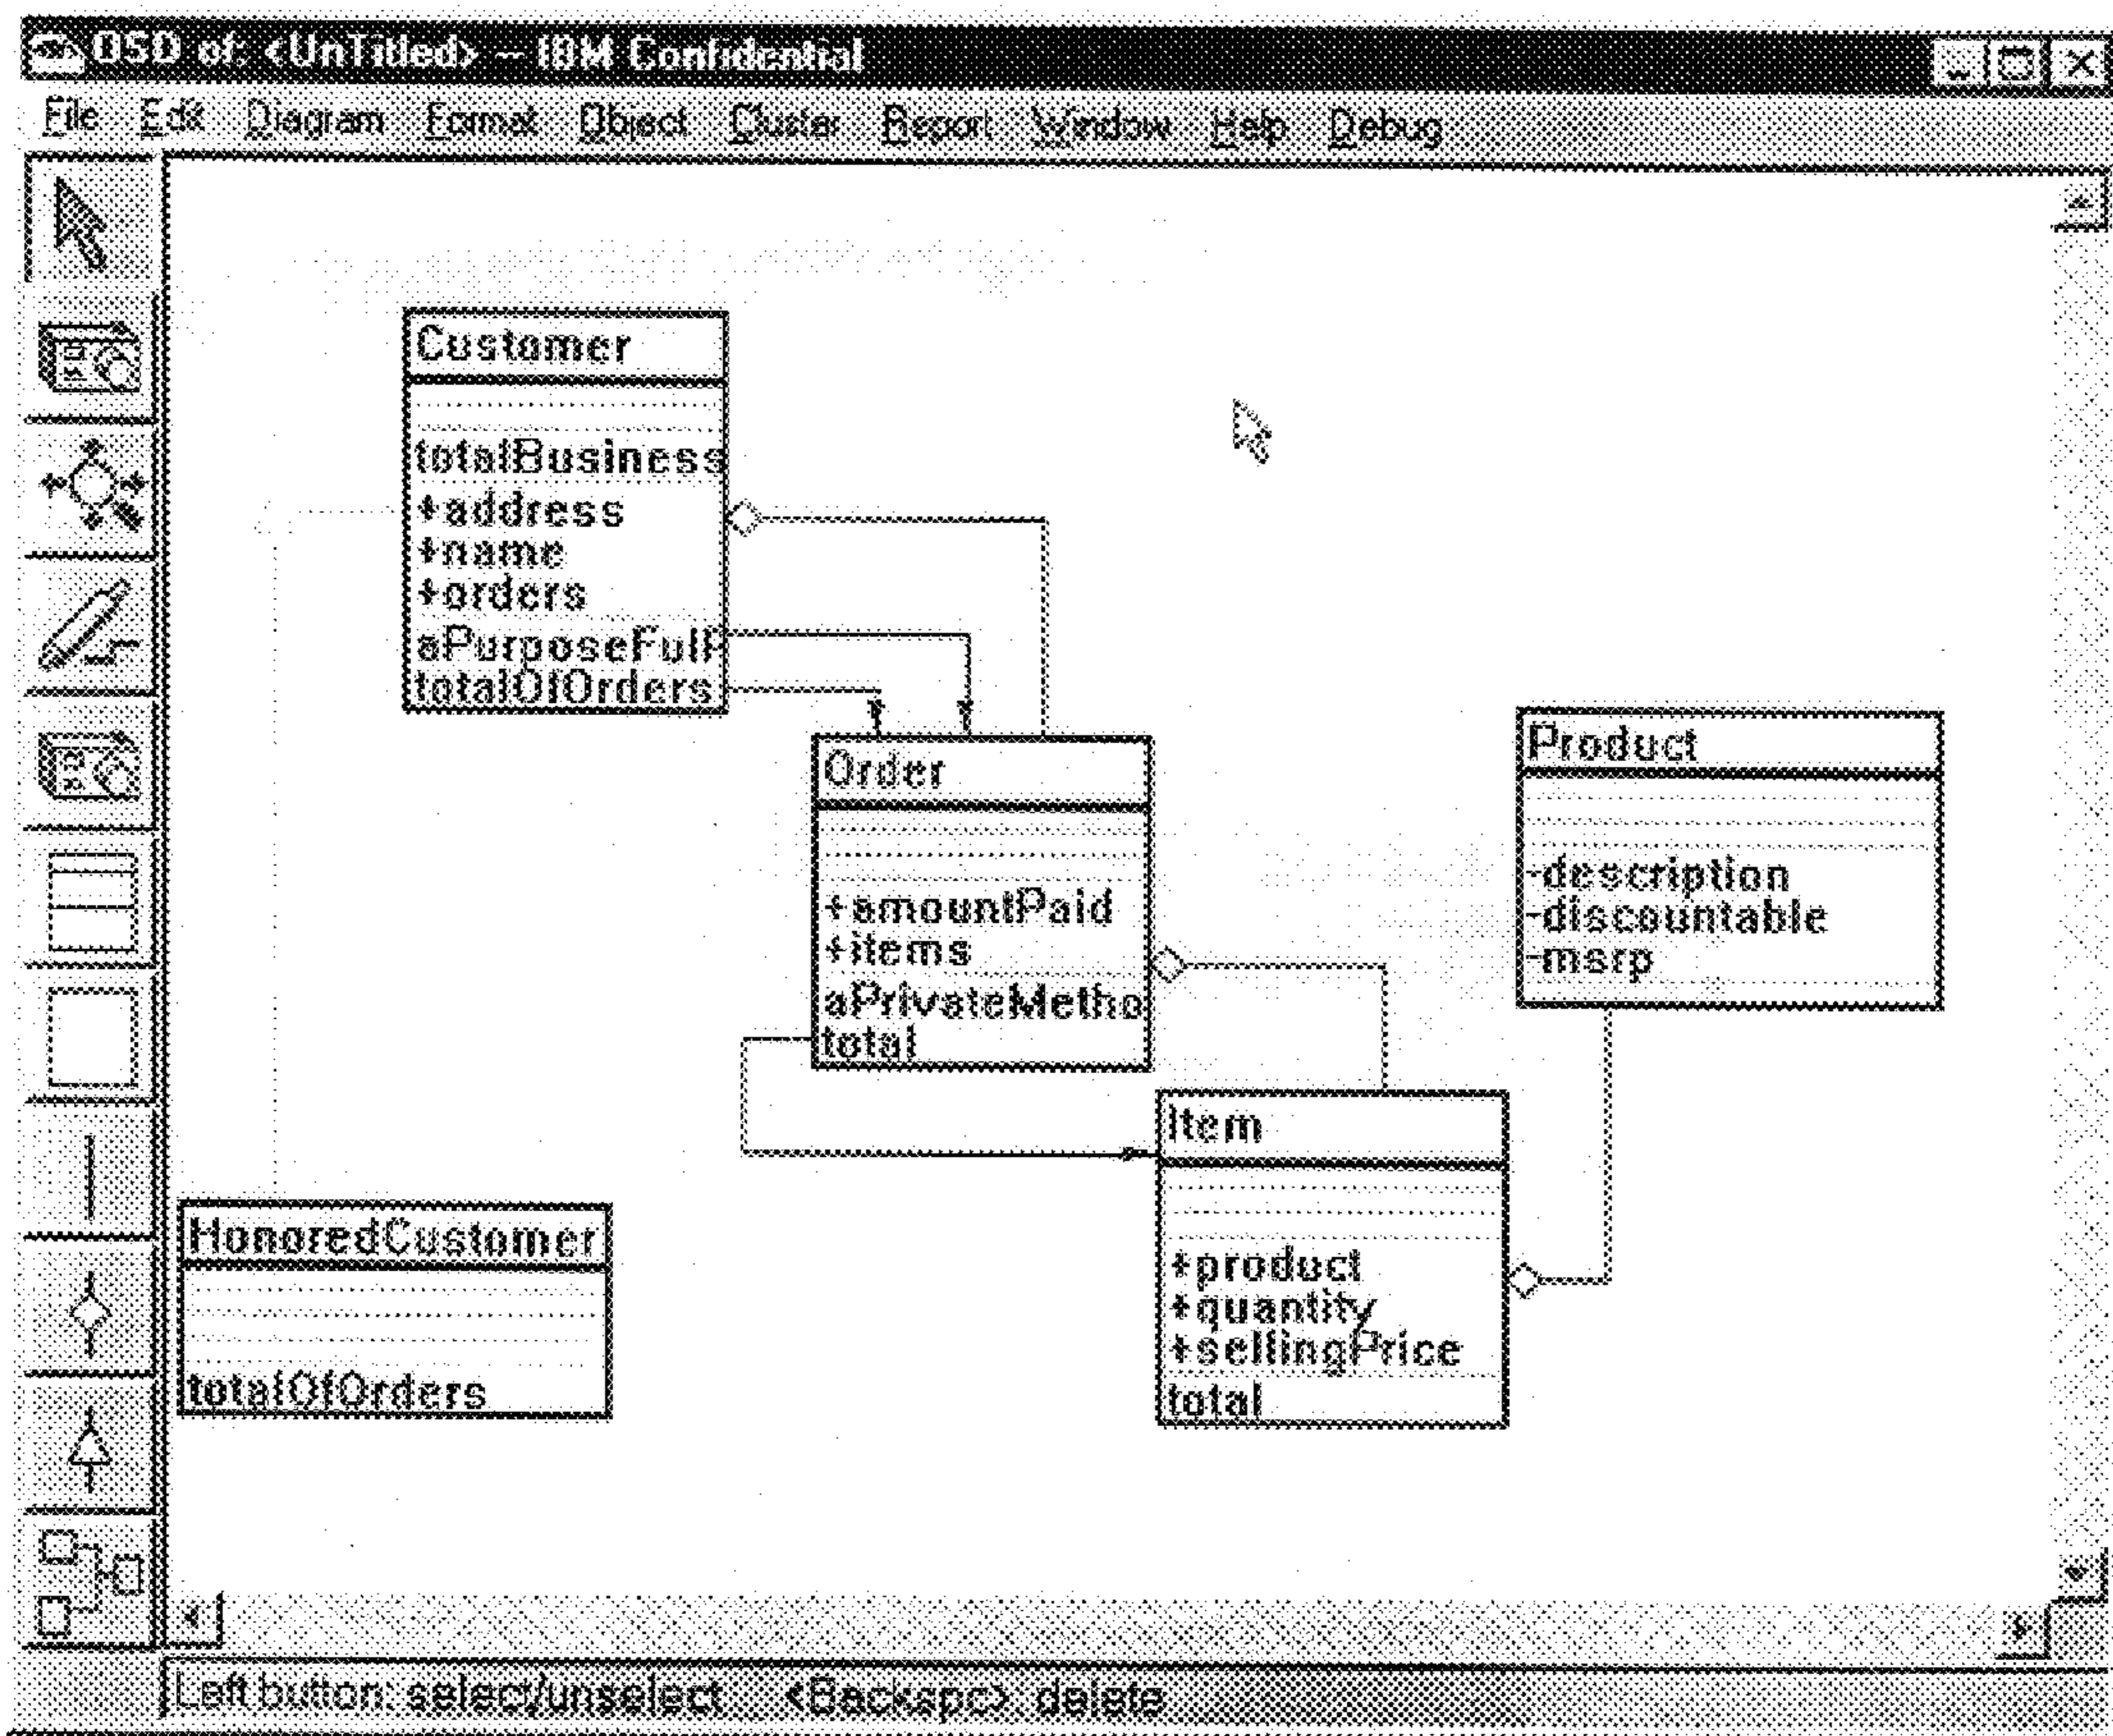 OSD of: <UnTitled> -- IBM Confidential
File Edit Diagram Format Object Cluster Report Window Help Debug
Customer
totalBusiness
+address
+name
+orders
aPurposeFullP
totalOfOrders
Order
+amountPaid
+items
aPrivateMetho
total
Product
-description
-discountable
-msrp
Item
+product
+quantity
+sellingPrice
total
HonoredCustomer
totalOfOrders
Left button: select/unselect <Backspc>: delete